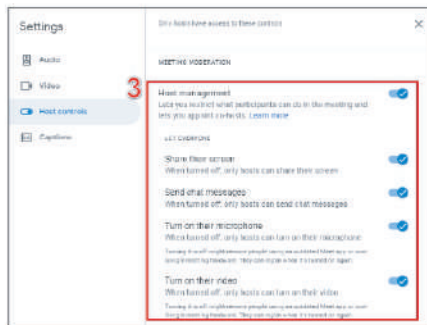 Settings
Only hosts have access to these controls
Audio
Video
Host controls
Captions
MEETING MODERATION
3
Host management
Lets you restrict what participants can do in the meeting and
lets you appoint co-hosts. Learn more
LET EVERYONE
Share their screen
When turned off, only hosts can share their screen
Send chat messages
When turned off, only hosts can send chat messages
Turn on their microphone
When turned off, only hosts can turn on their microphone
Turn on their video
When turned off, only hosts can turn on their video